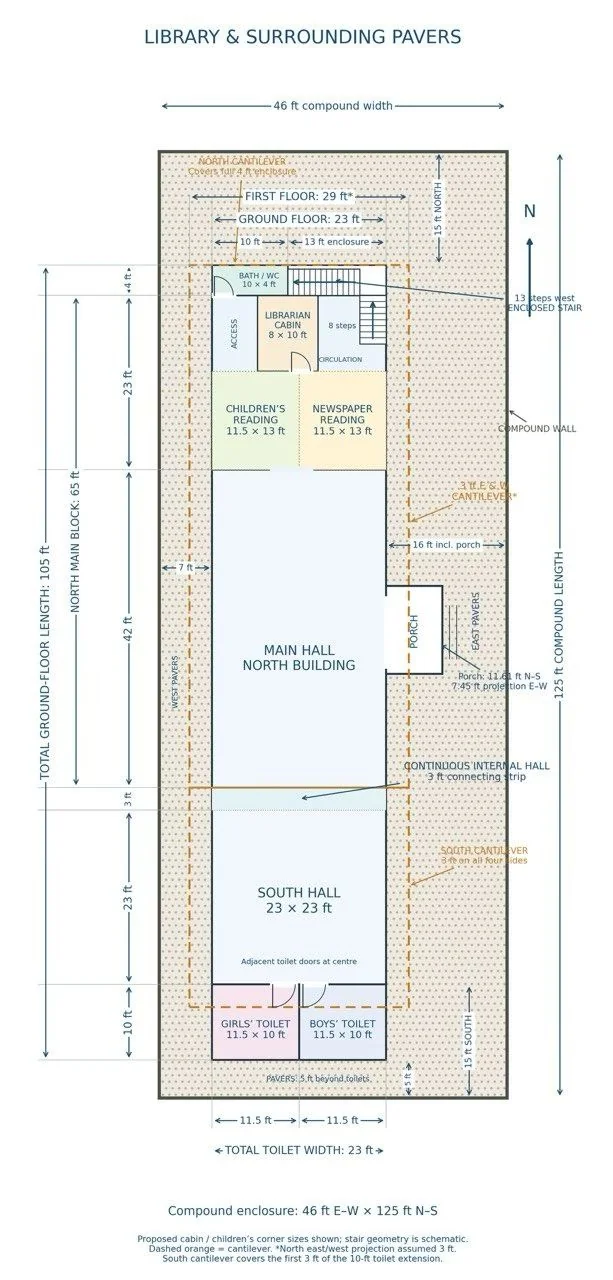 LIBRARY & SURROUNDING PAVERS
46 ft compound width
NORTH CANTILEVER
Covers full 4 ft enclosure
15 ft NORTH
FIRST FLOOR: 29 ft*
GROUND FLOOR: 23 ft
10 ft
13 ft enclosure
N
4 ft
BATH / WC
10 × 4 ft
13 steps west
ENCLOSED STAIR
ACCESS
LIBRARIAN
CABIN
8 × 10 ft
8 steps
CIRCULATION
23 ft
CHILDREN'S
READING
11.5 × 13 ft
NEWSPAPER
READING
11.5 × 13 ft
COMPOUND WALL
3 ft E & W
CANTILEVER*
NORTH MAIN BLOCK: 65 ft
TOTAL GROUND-FLOOR LENGTH: 105 ft
16 ft incl. porch
7 ft
42 ft
MAIN HALL
NORTH BUILDING
PORCH
EAST PAVERS
125 ft COMPOUND LENGTH
WEST PAVERS
Porch: 11.61 ft N–S
7.45 ft projection E–W
CONTINUOUS INTERNAL HALL
3 ft connecting strip
3 ft
SOUTH CANTILEVER
3 ft on all four sides
23 ft
SOUTH HALL
23 × 23 ft
Adjacent toilet doors at centre
10 ft
GIRLS' TOILET
11.5 × 10 ft
BOYS' TOILET
11.5 × 10 ft
15 ft SOUTH
PAVERS: 5 ft beyond toilets
5 ft
11.5 ft
11.5 ft
TOTAL TOILET WIDTH: 23 ft
Compound enclosure: 46 ft E–W × 125 ft N–S
Proposed cabin / children's corner sizes shown; stair geometry is schematic.
Dashed orange = cantilever. *North east/west projection assumed 3 ft.
South cantilever covers the first 3 ft of the 10-ft toilet extension.